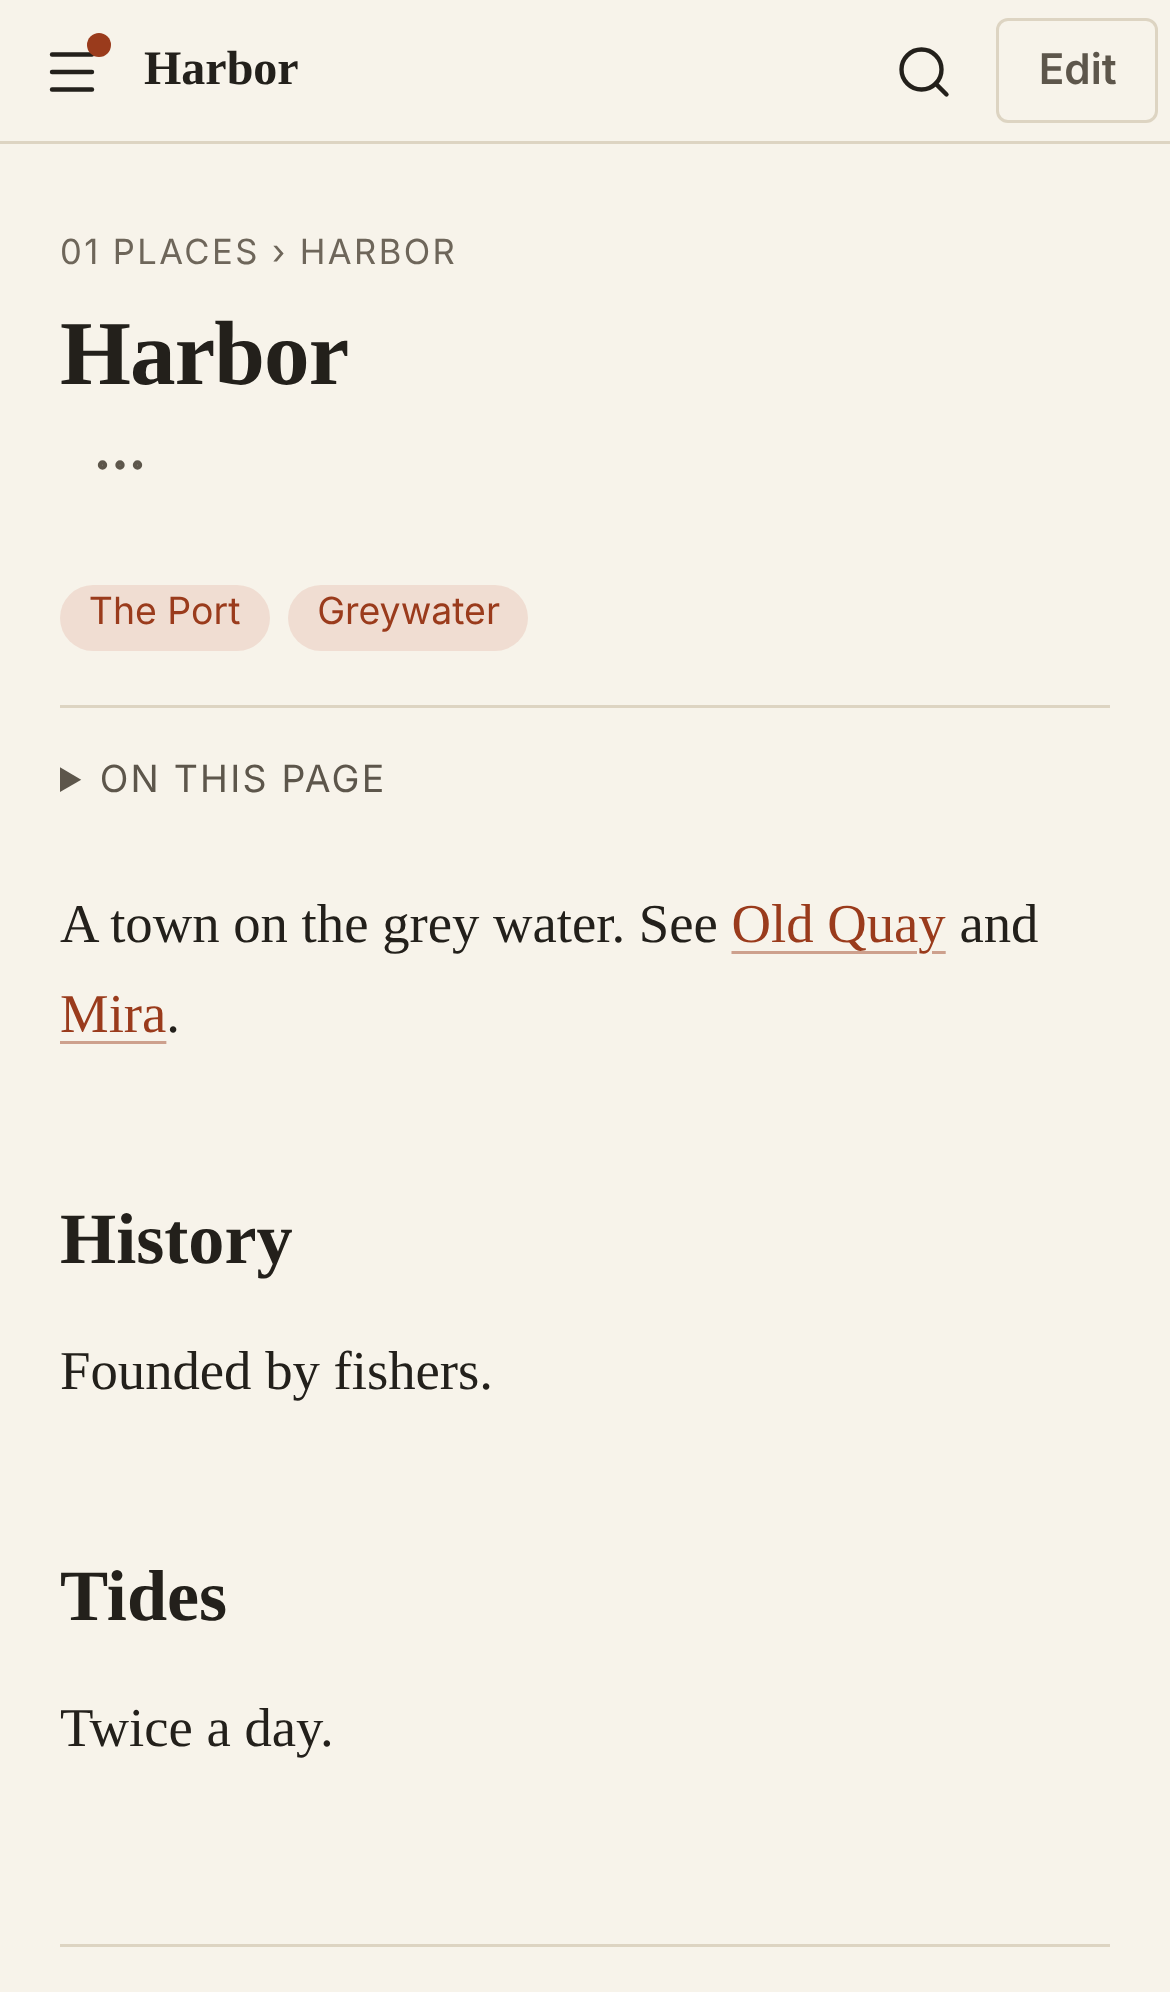 Harbor
Edit
01 PLACES › HARBOR
Harbor
...
The Port
Greywater
ON THIS PAGE
A town on the grey water. See Old Quay and
Mira.
History
Founded by fishers.
Tides
Twice a day.